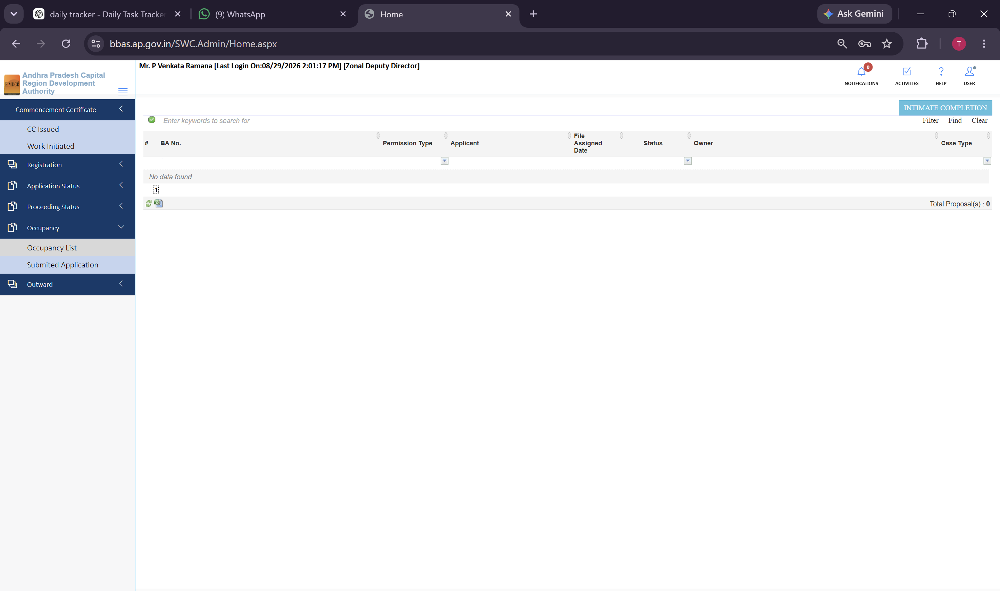 daily tracker - Daily Task Tracker
(9) WhatsApp
Home
Ask Gemini
bbas.ap.gov.in/SWC.Admin/Home.aspx
T
BIMDCR
Andhra Pradesh Capital
Region Development
Authority
Mr. P Venkata Ramana [Last Login On:08/29/2026 2:01:17 PM] [Zonal Deputy Director]
0
NOTIFICATIONS
ACTIVITIES
HELP
USER
Commencement Certificate
CC Issued
Work Initiated
Registration
Application Status
Proceeding Status
Occupancy
Occupancy List
Submited Application
Outward
INTIMATE COMPLETION
Enter keywords to search for
Filter Find Clear
# BA No. Permission Type Applicant File Assigned Date Status Owner Case Type
No data found
1
Total Proposal(s) : 0